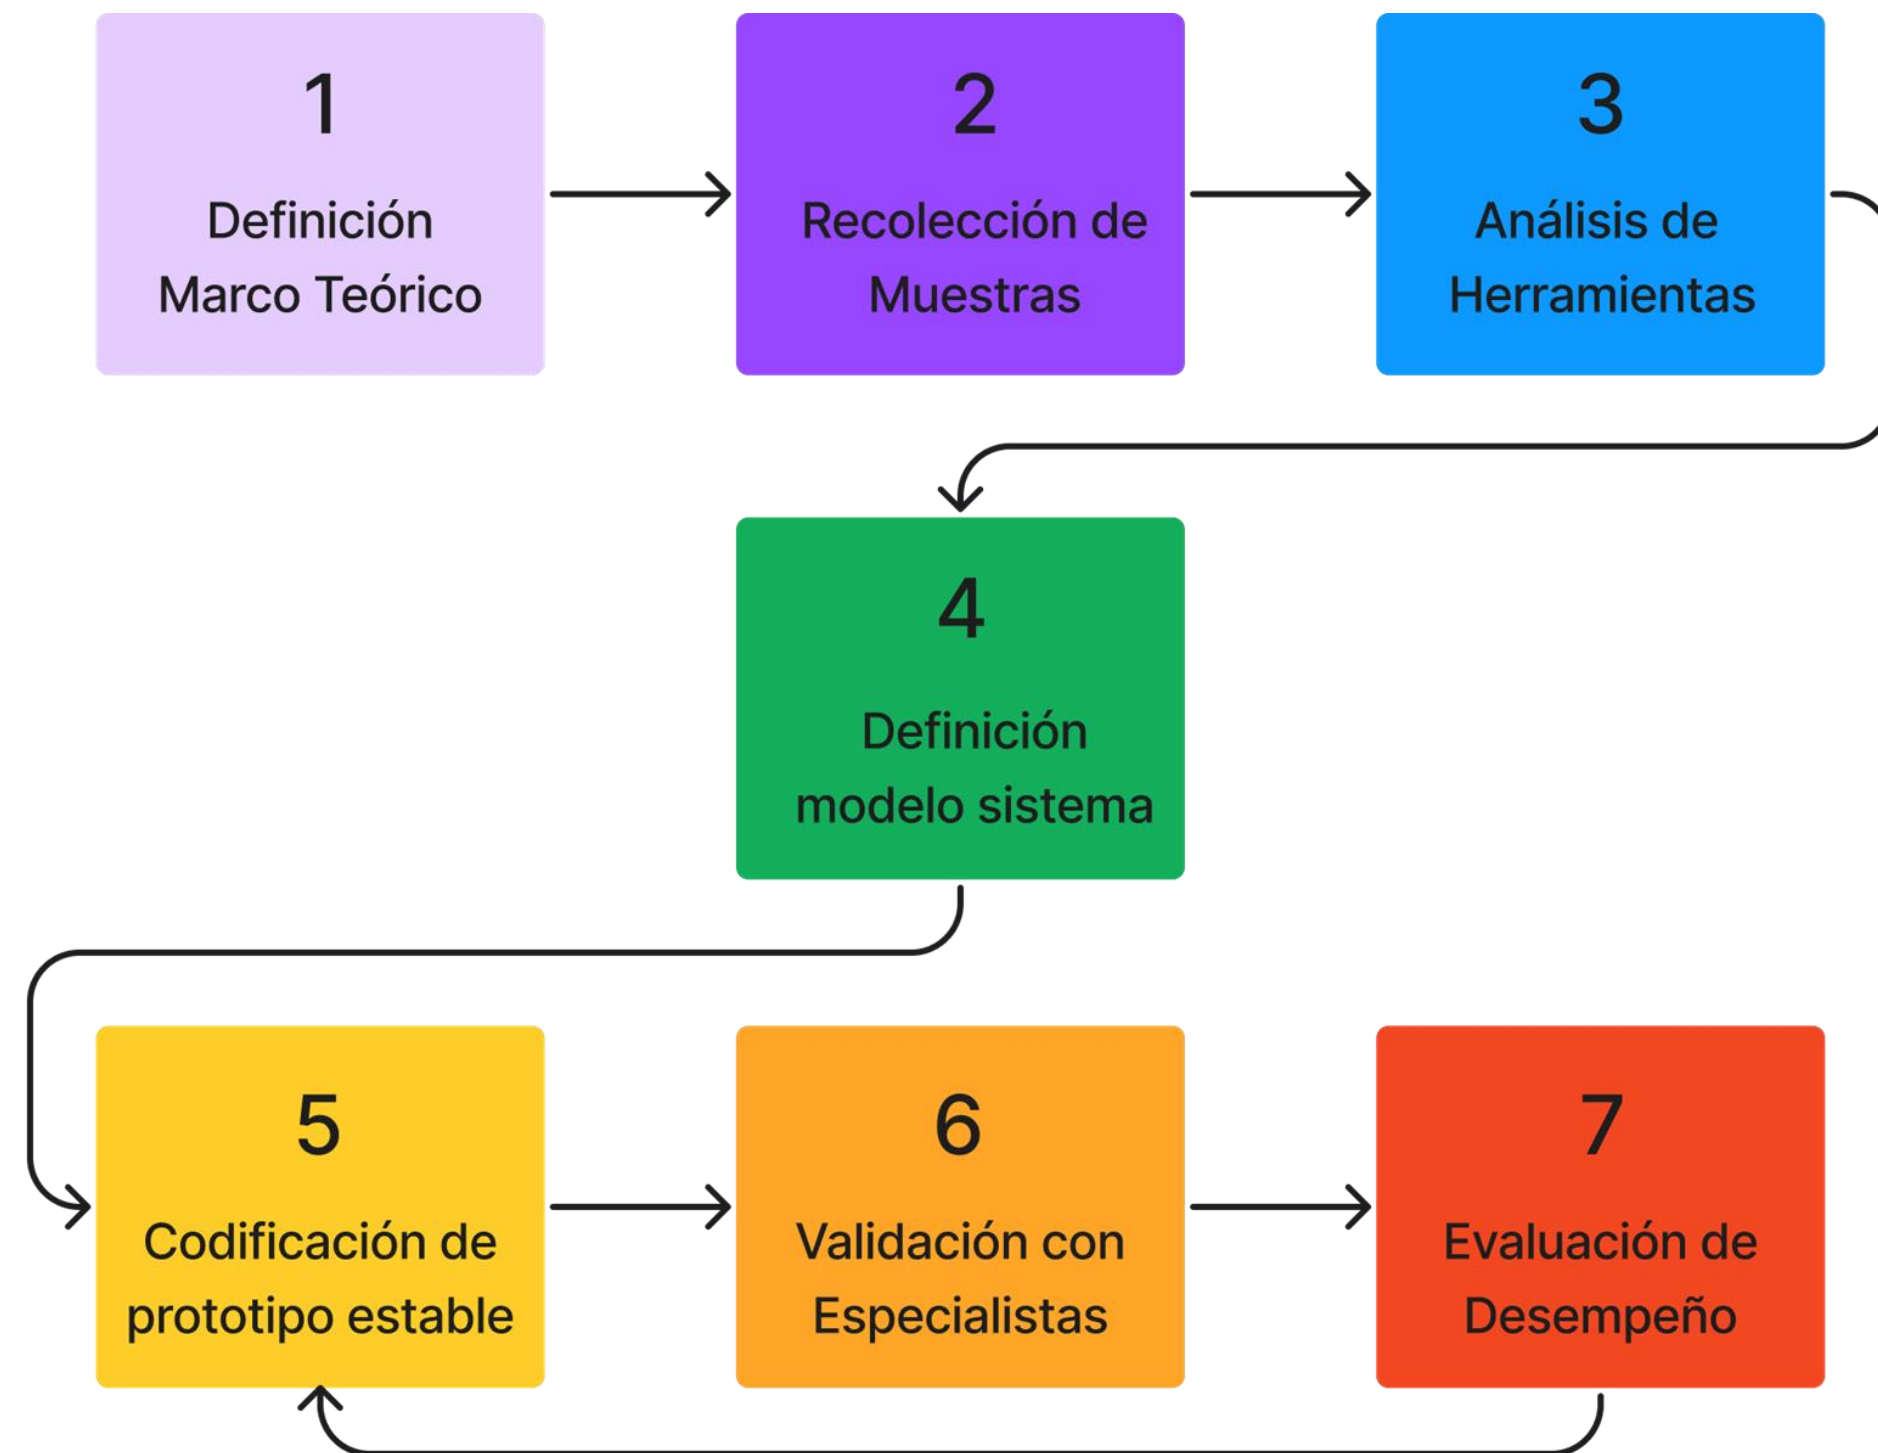 1
Definición
Marco Teórico
2
Recolección de
Muestras
3
Análisis de
Herramientas
4
Definición
modelo sistema
5
Codificación de
prototipo estable
6
Validación con
Especialistas
7
Evaluación de
Desempeño